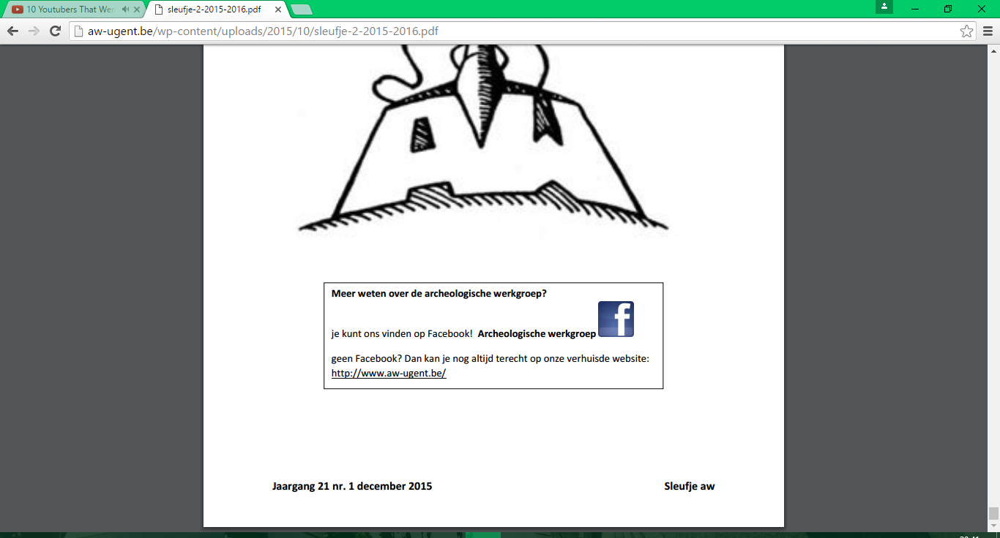 10 Youtubers That Wer
sleufje-2-2015-2016.pdf
aw-ugent.be/wp-content/uploads/2015/10/sleufje-2-2015-2016.pdf
Meer weten over de archeologische werkgroep?
je kunt ons vinden op Facebook! Archeologische werkgroep f
geen Facebook? Dan kan je nog altijd terecht op onze verhuisde website:
http://www.aw-ugent.be/
Jaargang 21 nr. 1 december 2015
Sleufje aw